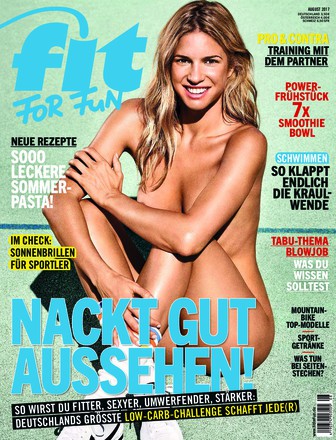 AUGUST 2017
DEUTSCHLAND 3,50 €
fit
FOR FUN
PRO & CONTRA
TRAINING MIT
DEM PARTNER
POWER-
FRÜHSTÜCK
7x
SMOOTHIE
BOWL
NEUE REZEPTE
SOOO
LECKERE
SOMMER-
PASTA!
SCHWIMMEN
SO KLAPPT
ENDLICH
DIE KRAUL-
WENDE
IM CHECK:
SONNENBRILLEN
FÜR SPORTLER
TABU-THEMA
BLOWJOB
WAS DU
WISSEN
SOLLTEST
NACKT GUT
AUSSEHEN!
MOUNTAIN-
BIKE
TOP-MODELLE
SPORT-
GETRÄNKE
WAS TUN
BEI SEITEN-
STECHEN?
SO WIRST DU FITTER, SEXYER, UMWERFENDER, STÄRKER:
DEUTSCHLANDS GRÖSSTE LOW-CARB-CHALLENGE SCHAFFT JEDE(R)